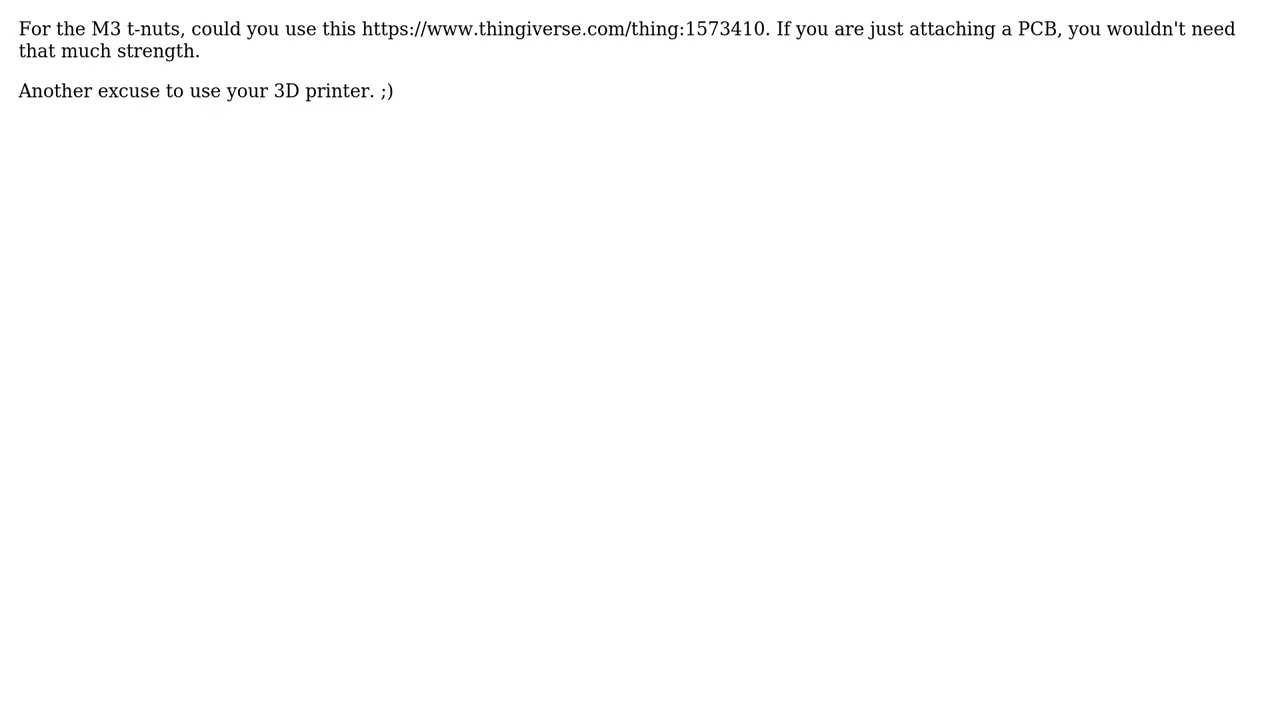 For the M3 t-nuts, could you use this https://www.thingiverse.com/thing:1573410. If you are just attaching a PCB, you wouldn't need
that much strength.
Another excuse to use your 3D printer. ;)